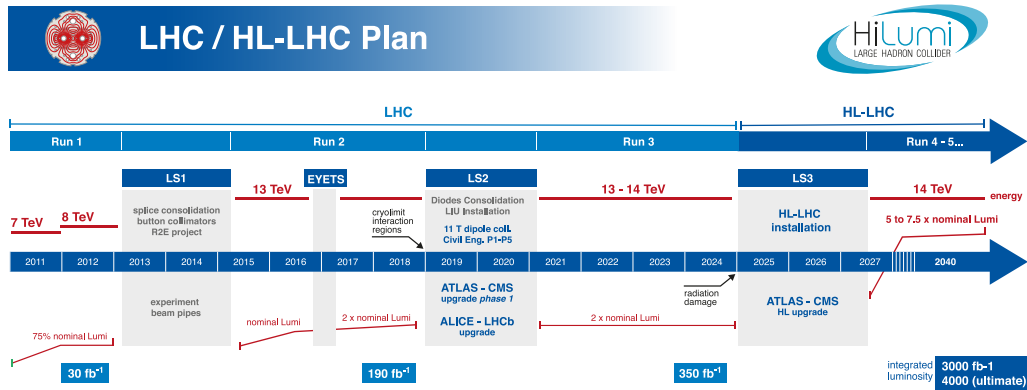 LHC / HL-LHC Plan
HiLumi
LARGE HADRON COLLIDER
LHC
HL-LHC
Run 1
Run 2
Run 3
Run 4 - 5...
LS1
EYETS
LS2
LS3
13 TeV
13 - 14 TeV
14 TeV
energy
7 TeV
8 TeV
splice consolidation
button collimators
R2E project
cryolimit
interaction
regions
Diodes Consolidation
LIU Installation
11 T dipole coll.
Civil Eng. P1-P5
HL-LHC
installation
5 to 7.5 x nominal Lumi
2011 2012 2013 2014 2015 2016 2017 2018 2019 2020 2021 2022 2023 2024 2025 2026 2027 2040
experiment
beam pipes
ATLAS - CMS
upgrade phase 1
ALICE - LHCb
upgrade
radiation
damage
ATLAS - CMS
HL upgrade
75% nominal Lumi
nominal Lumi
2 x nominal Lumi
2 x nominal Lumi
30 fb⁻¹
190 fb⁻¹
350 fb⁻¹
integrated
luminosity
3000 fb-1
4000 (ultimate)